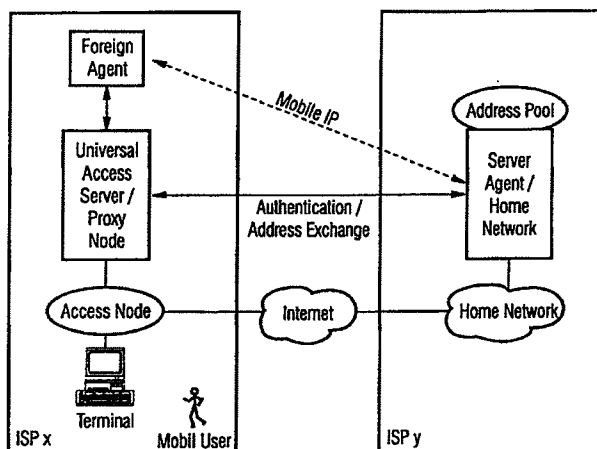 Foreign
Agent
Mobile IP
Address Pool
Universal
Access
Server /
Proxy
Node
Server
Agent /
Home
Network
Authentication /
Address Exchange
Access Node
Internet
Home Network
Terminal
ISP x
Mobil User
ISP y